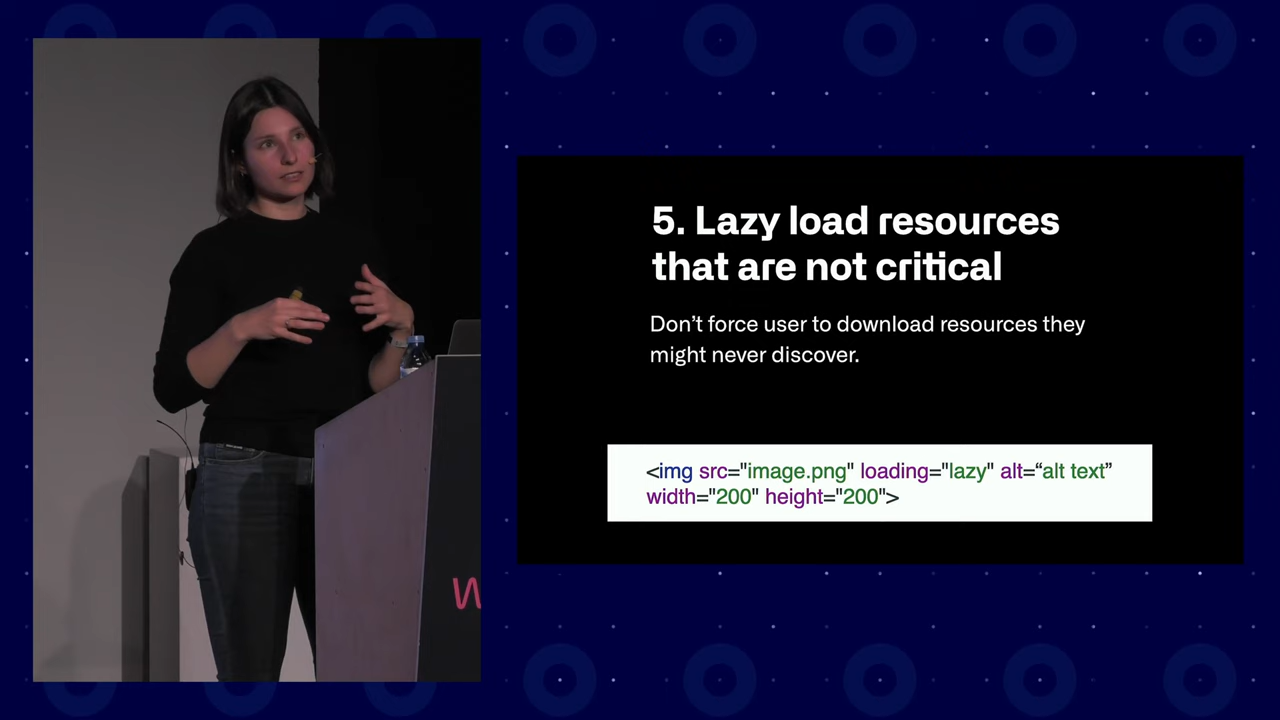 5. Lazy load resources
that are not critical
Don’t force user to download resources they
might never discover.
<img src="image.png" loading="lazy" alt=“alt text”
width="200" height="200">
W